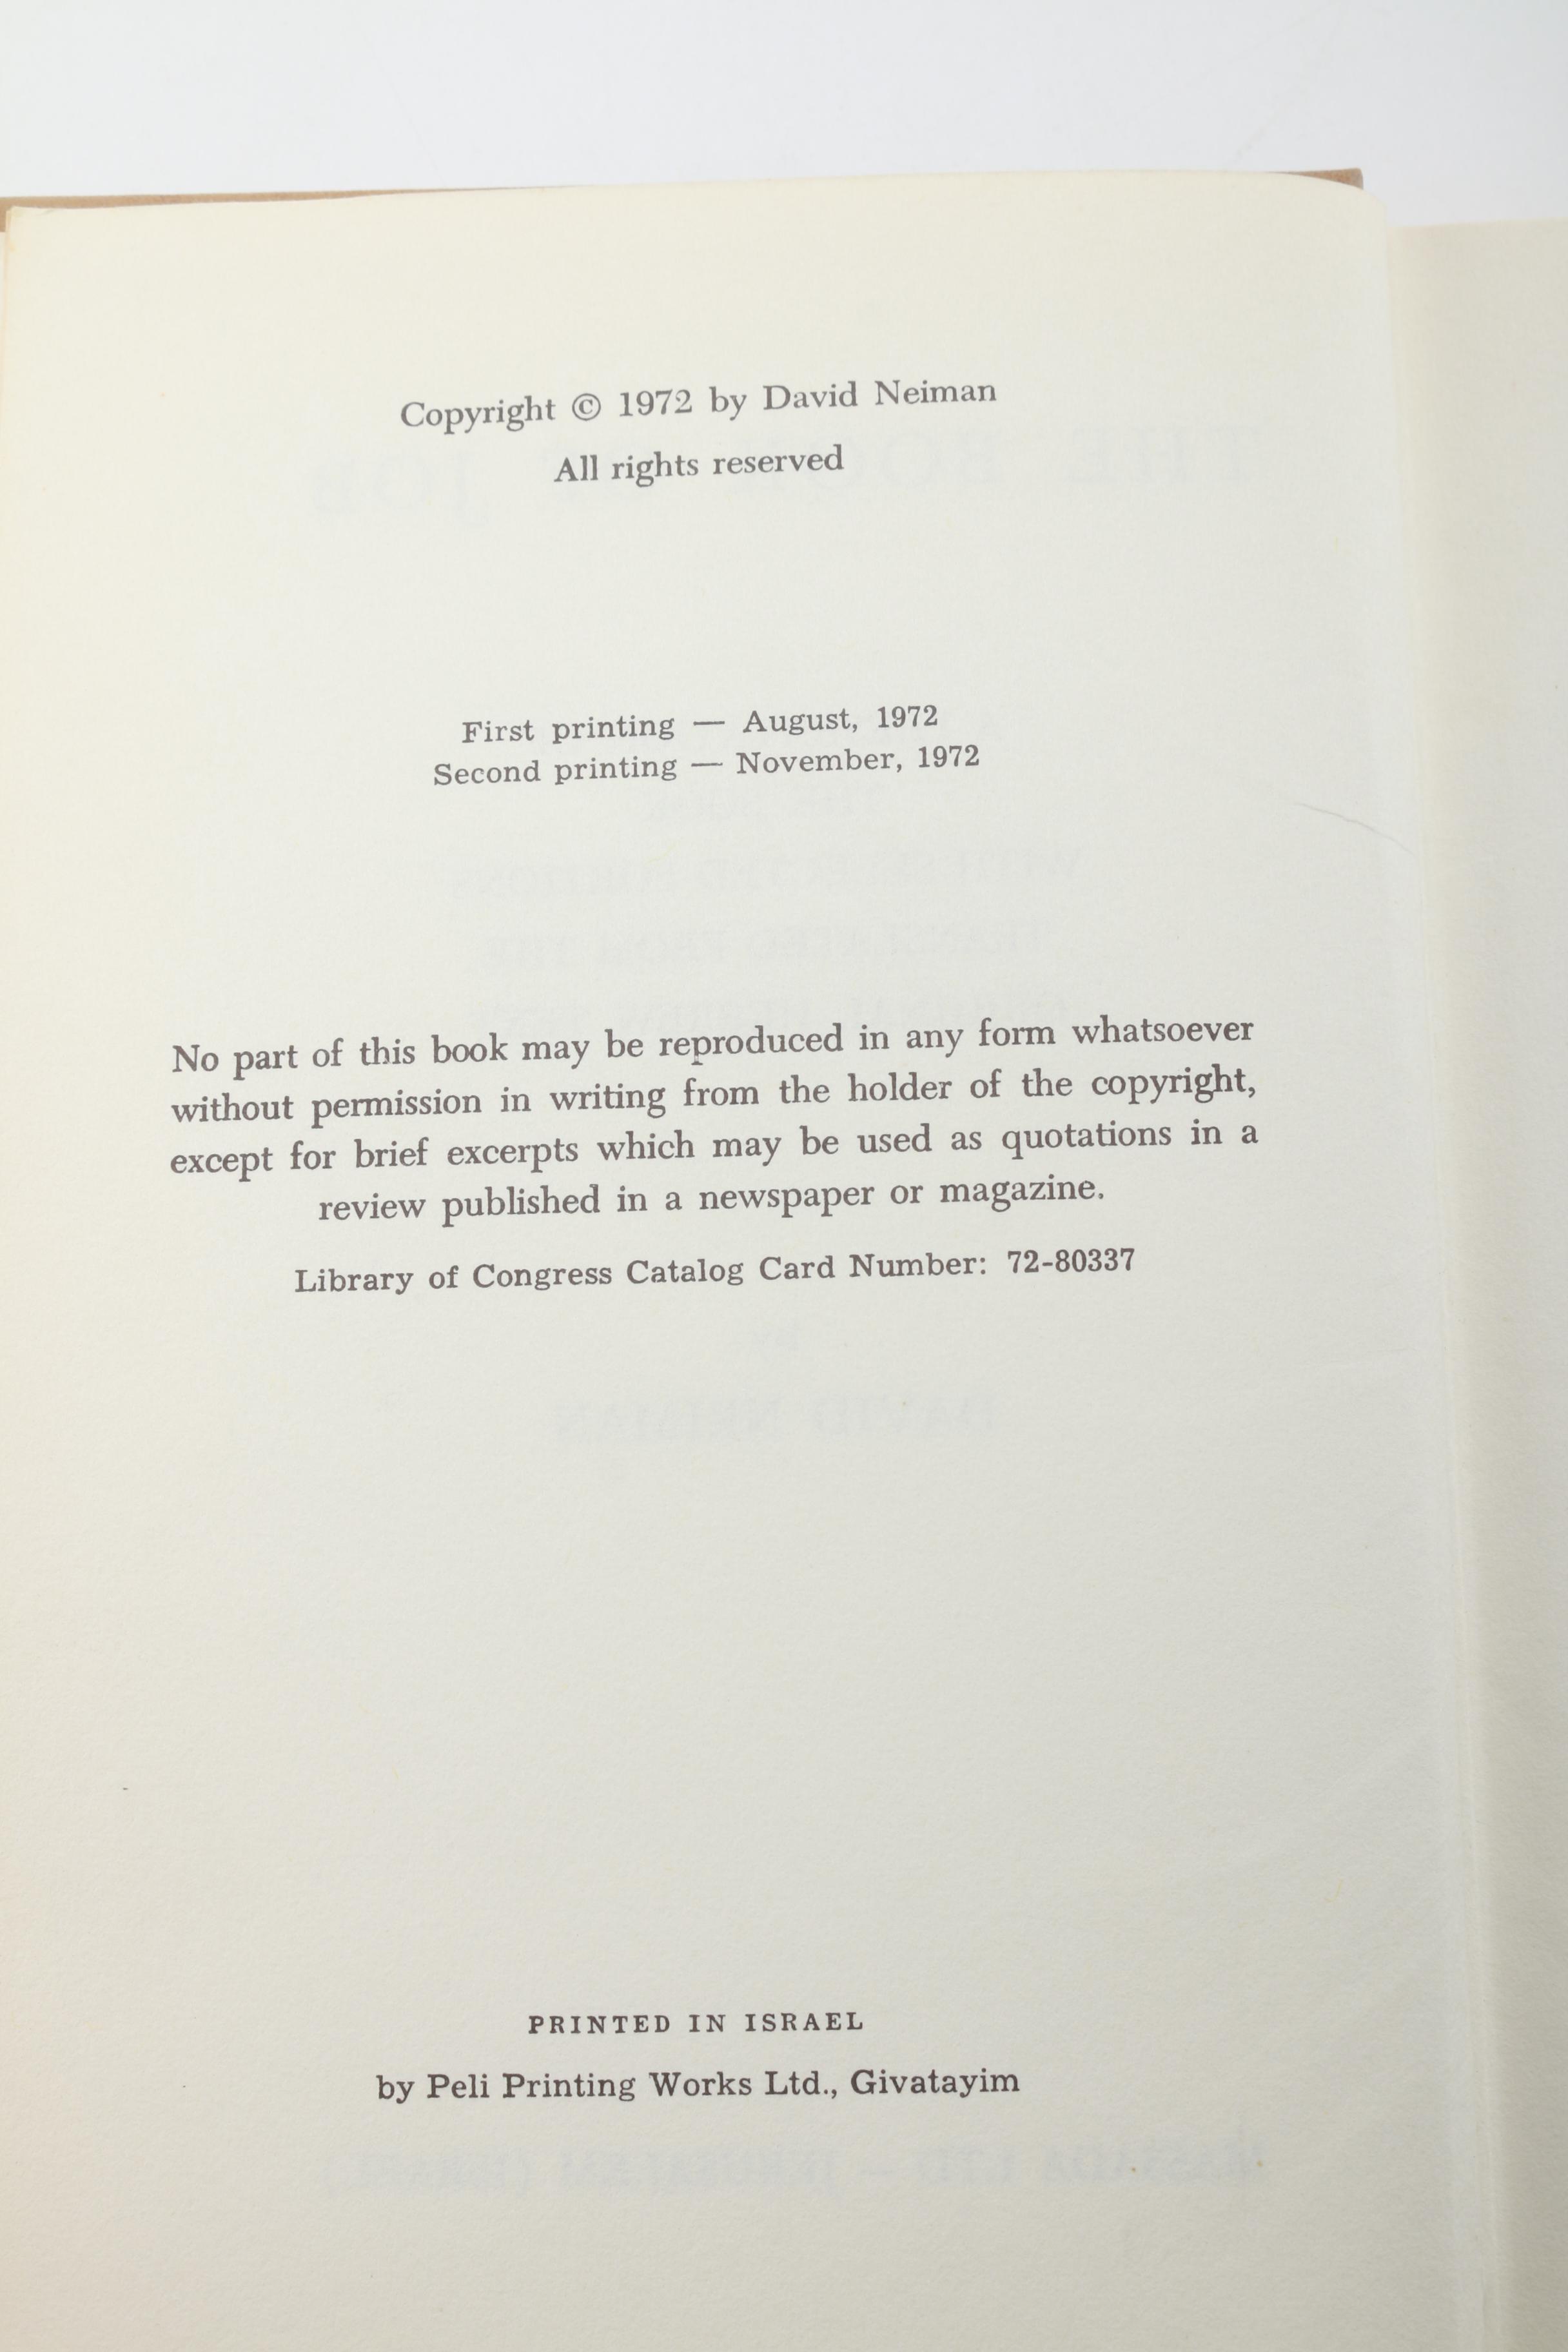 Copyright © 1972 by David Neiman
All rights reserved
First printing — August, 1972
Second printing — November, 1972
No part of this book may be reproduced in any form whatsoever
without permission in writing from the holder of the copyright,
except for brief excerpts which may be used as quotations in a
review published in a newspaper or magazine.
Library of Congress Catalog Card Number: 72-80337
PRINTED IN ISRAEL
by Peli Printing Works Ltd., Givatayim